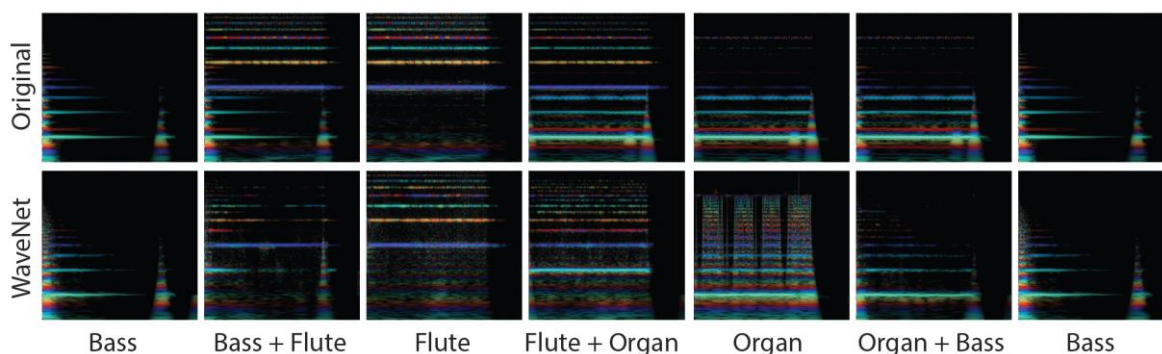 Original
WaveNet
Bass
Bass + Flute
Flute
Flute + Organ
Organ
Organ + Bass
Bass